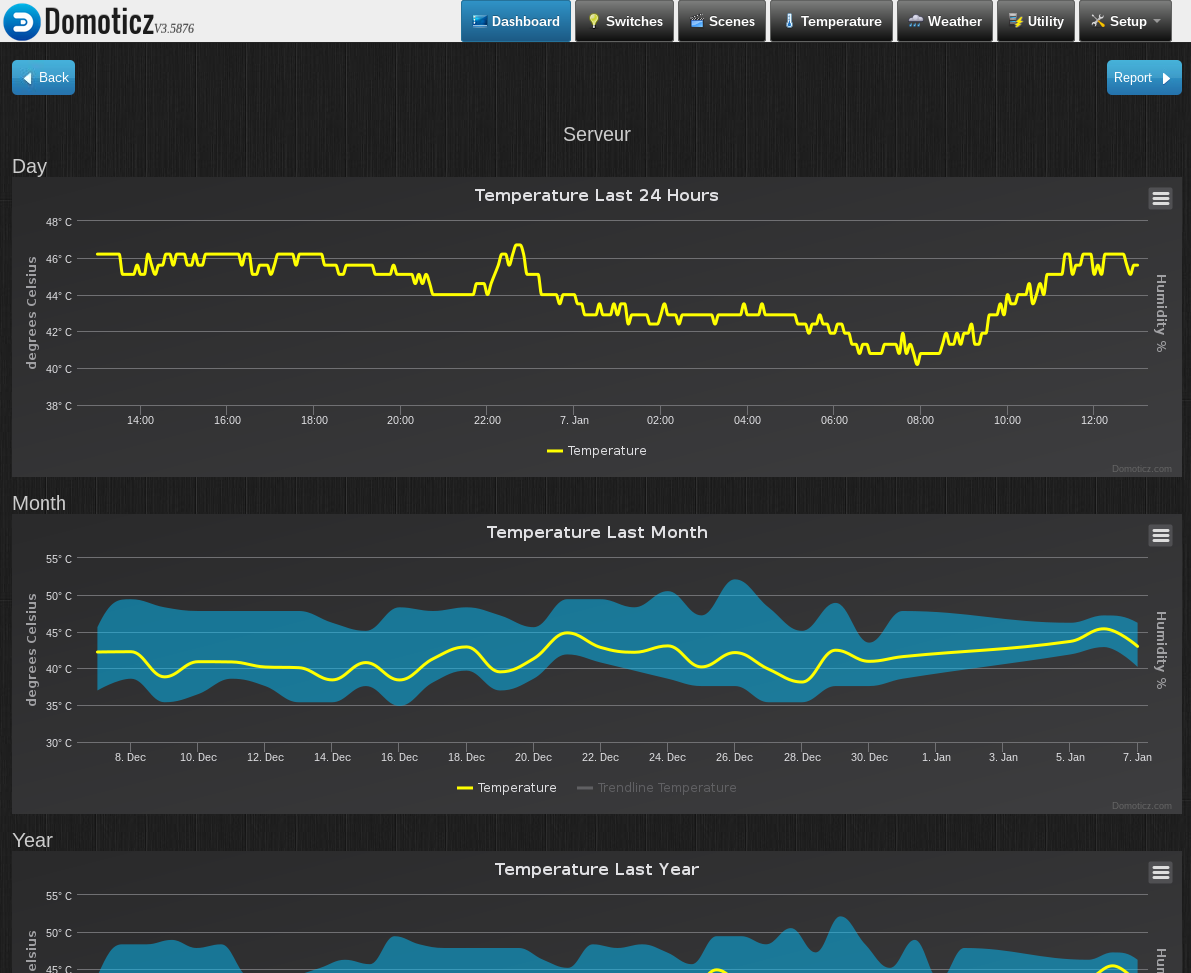 Domoticz V3.5876
Dashboard Switches Scenes Temperature Weather Utility Setup
Back Report
Serveur
Day
Temperature Last 24 Hours
48° C
46° C
44° C
42° C
40° C
38° C
degrees Celsius
Humidity %
14:00 16:00 18:00 20:00 22:00 7. Jan 02:00 04:00 06:00 08:00 10:00 12:00
Temperature
Domoticz.com
Month
Temperature Last Month
55° C
50° C
45° C
40° C
35° C
30° C
degrees Celsius
Humidity %
8. Dec 10. Dec 12. Dec 14. Dec 16. Dec 18. Dec 20. Dec 22. Dec 24. Dec 26. Dec 28. Dec 30. Dec 1. Jan 3. Jan 5. Jan 7. Jan
Temperature Trendline Temperature
Domoticz.com
Year
Temperature Last Year
55° C
50° C
45° C
elsius
Hum